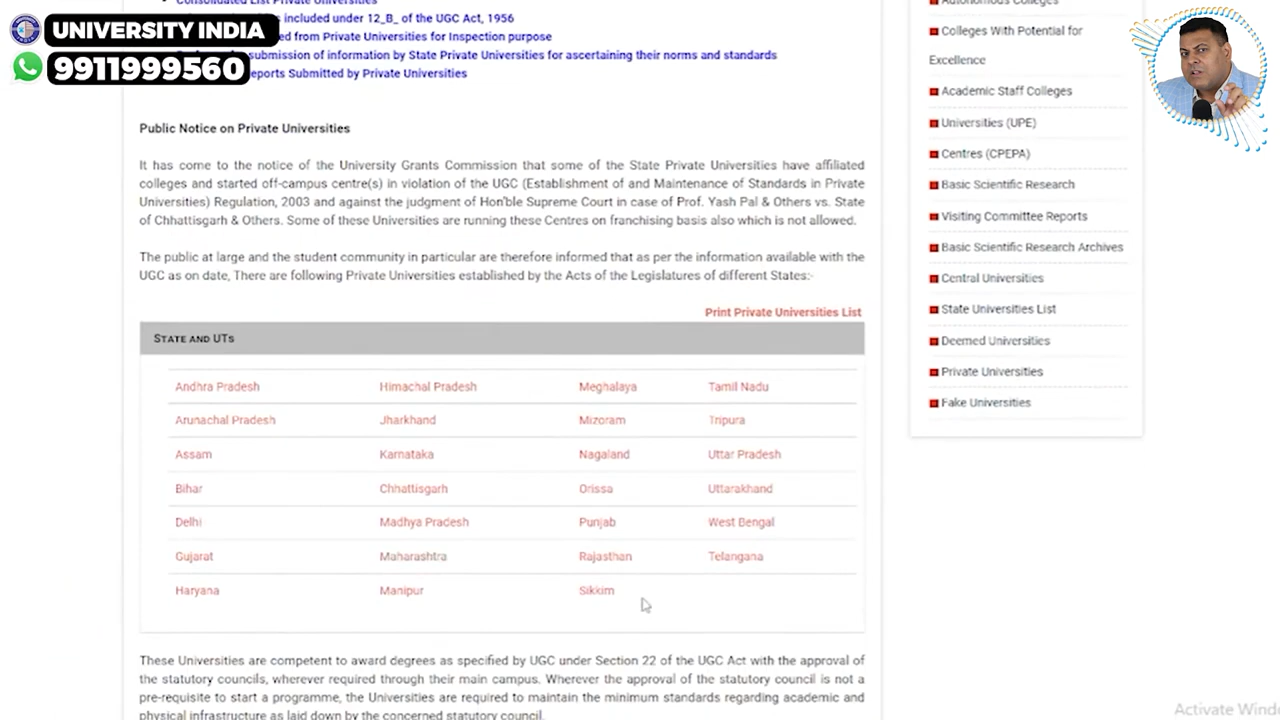 Consolidated List Private Universities
UNIVERSITY INDIA
s included under 12_B_ of the UGC Act, 1956
ed from Private Universities for Inspection purpose
9911999560
submission of information by State Private Universities for ascertaining their norms and standards
eports Submitted by Private Universities
Public Notice on Private Universities
It has come to the notice of the University Grants Commission that some of the State Private Universities have affiliated
colleges and started off-campus centre(s) in violation of the UGC (Establishment of and Maintenance of Standards in Private
Universities) Regulation, 2003 and against the judgment of Hon'ble Supreme Court in case of Prof. Yash Pal & Others vs. State
of Chhattisgarh & Others. Some of these Universities are running these Centres on franchising basis also which is not allowed.
The public at large and the student community in particular are therefore informed that as per the information available with the
UGC as on date, There are following Private Universities established by the Acts of the Legislatures of different States:-
Print Private Universities List
STATE AND UTS
Andhra Pradesh Himachal Pradesh Meghalaya Tamil Nadu
Arunachal Pradesh Jharkhand Mizoram Tripura
Assam Karnataka Nagaland Uttar Pradesh
Bihar Chhattisgarh Orissa Uttarakhand
Delhi Madhya Pradesh Punjab West Bengal
Gujarat Maharashtra Rajasthan Telangana
Haryana Manipur Sikkim
These Universities are competent to award degrees as specified by UGC under Section 22 of the UGC Act with the approval of
the statutory councils, wherever required through their main campus. Wherever the approval of the statutory council is not a
pre-requisite to start a programme, the Universities are required to maintain the minimum standards regarding academic and
physical infrastructure as laid down by the concerned statutory council.
Autonomous Colleges
Colleges With Potential for
Excellence
Academic Staff Colleges
Universities (UPE)
Centres (CPEPA)
Basic Scientific Research
Visiting Committee Reports
Basic Scientific Research Archives
Central Universities
State Universities List
Deemed Universities
Private Universities
Fake Universities
Activate Windo